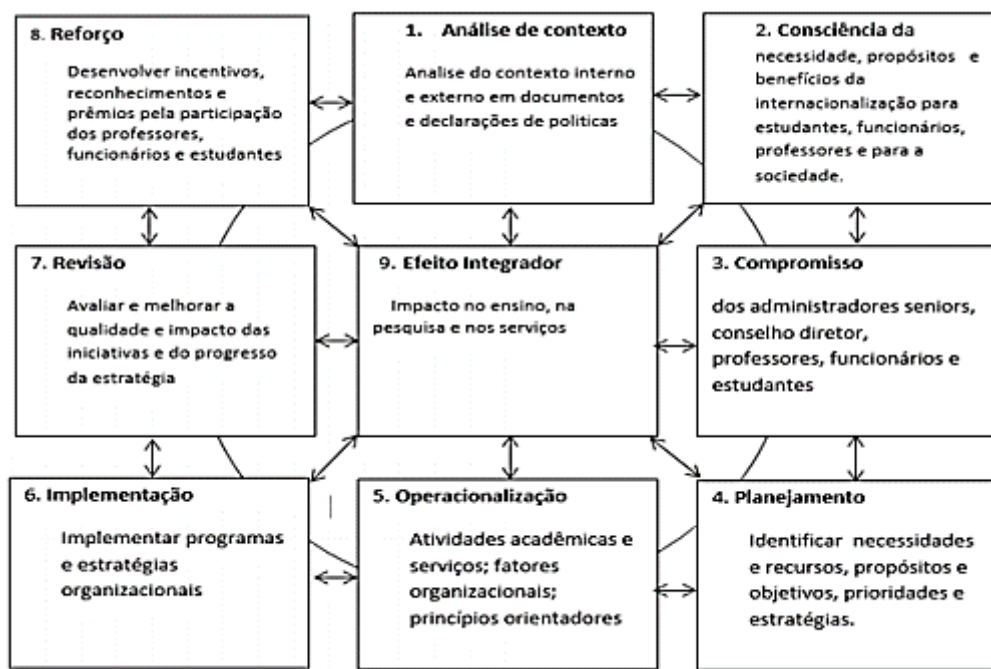 8. Reforço
Desenvolver incentivos,
reconhecimentos e
prêmios pela participação
dos professores,
funcionários e estudantes
1. Análise de contexto
Analise do contexto interno
e externo em documentos
e declarações de politicas
2. Consciência da
necessidade, propósitos e
benefícios da
internacionalização para
estudantes, funcionários,
professores e para a
sociedade.
7. Revisão
Avaliar e melhorar a
qualidade e impacto das
iniciativas e do progresso
da estratégia
9. Efeito Integrador
Impacto no ensino, na
pesquisa e nos serviços
3. Compromisso
dos administradores seniors,
conselho diretor,
professores, funcionários e
estudantes
6. Implementação
Implementar programas
e estratégias
organizacionais
5. Operacionalização
Atividades acadêmicas e
serviços; fatores
organizacionais;
princípios orientadores
4. Planejamento
Identificar necessidades
e recursos, propósitos e
objetivos, prioridades e
estratégias.